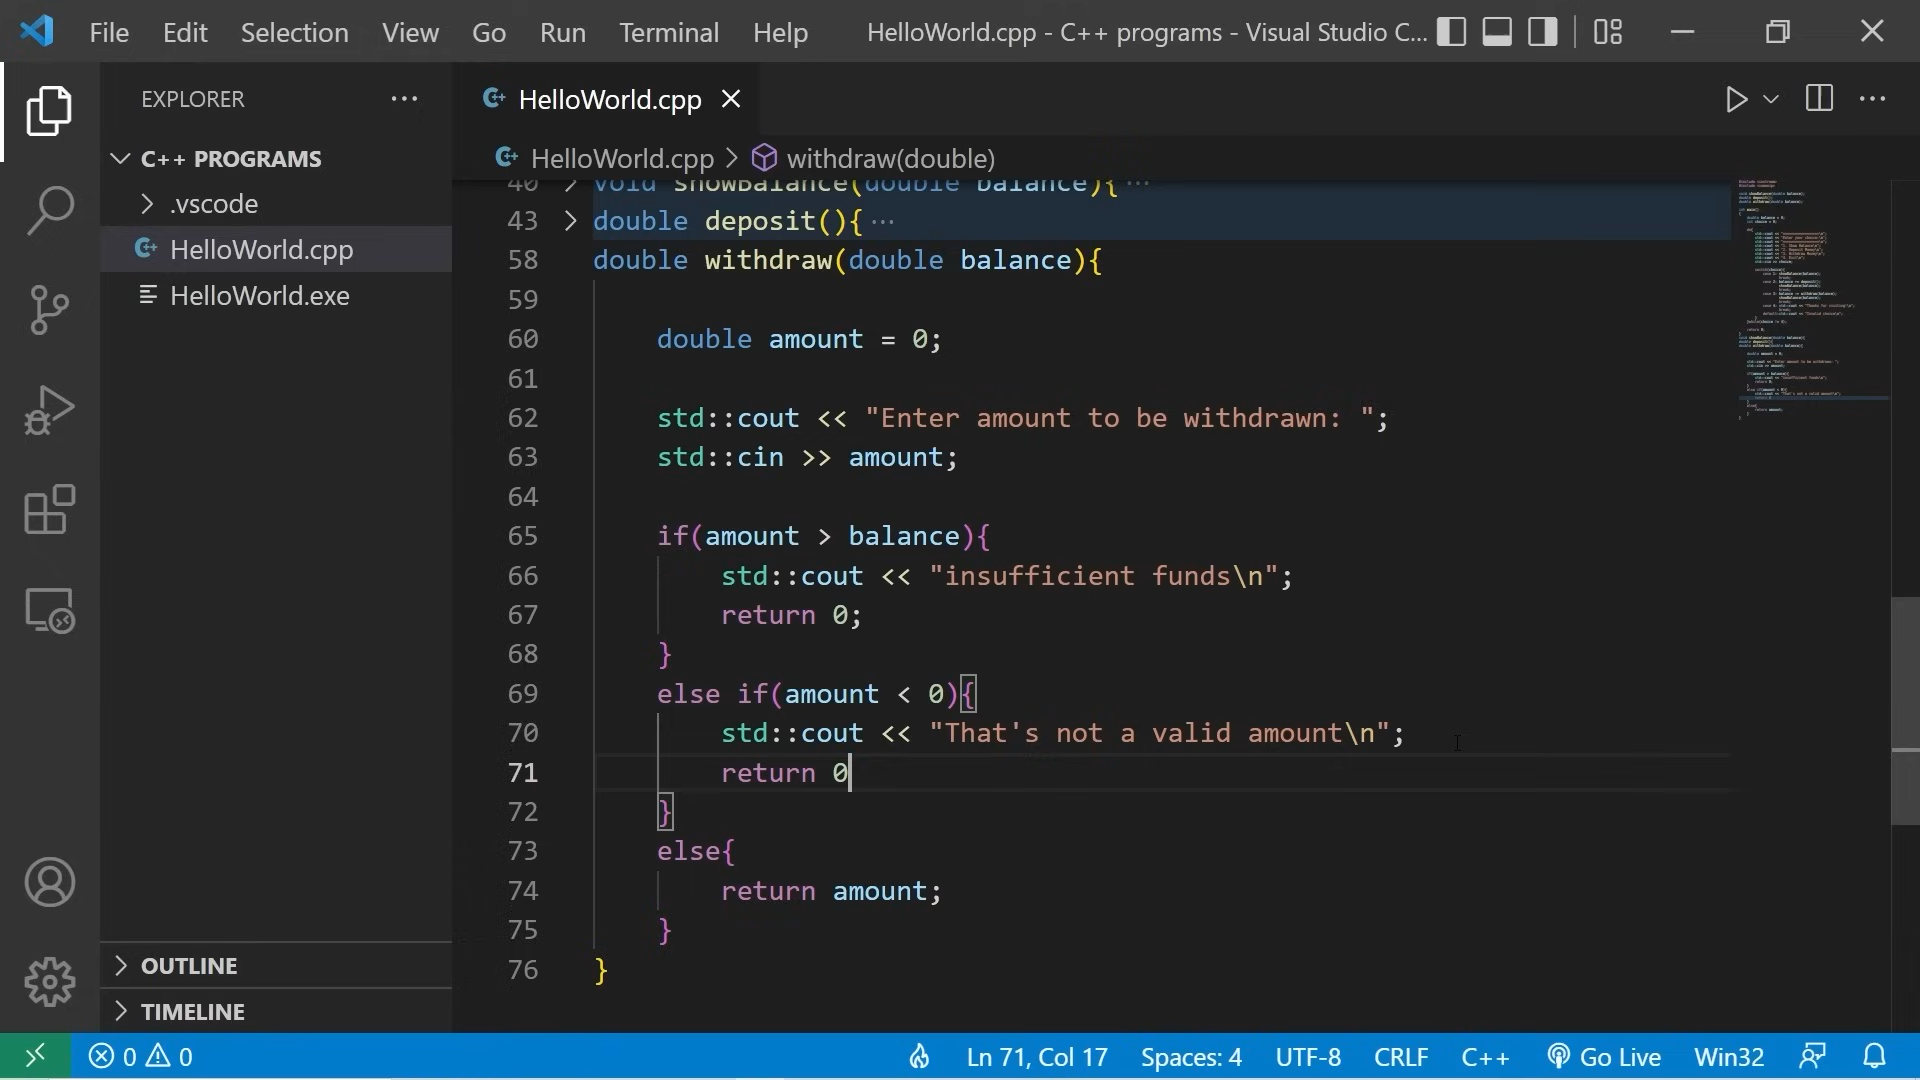 File Edit Selection View Go Run Terminal Help HelloWorld.cpp - C++ programs - Visual Studio C...
EXPLORER ...
HelloWorld.cpp
C++ PROGRAMS
HelloWorld.cpp > withdraw(double)
.vscode
HelloWorld.cpp
HelloWorld.exe
40 void showBalance(double balance){...
43 double deposit(){...
58 double withdraw(double balance){
59
60 double amount = 0;
61
62 std::cout << "Enter amount to be withdrawn: ";
63 std::cin >> amount;
64
65 if(amount > balance){
66 std::cout << "insufficient funds\n";
67 return 0;
68 }
69 else if(amount < 0){
70 std::cout << "That's not a valid amount\n";
71 return 0
72 }
73 else{
74 return amount;
75 }
76 }
OUTLINE
TIMELINE
0 0 Ln 71, Col 17 Spaces: 4 UTF-8 CRLF C++ Go Live Win32